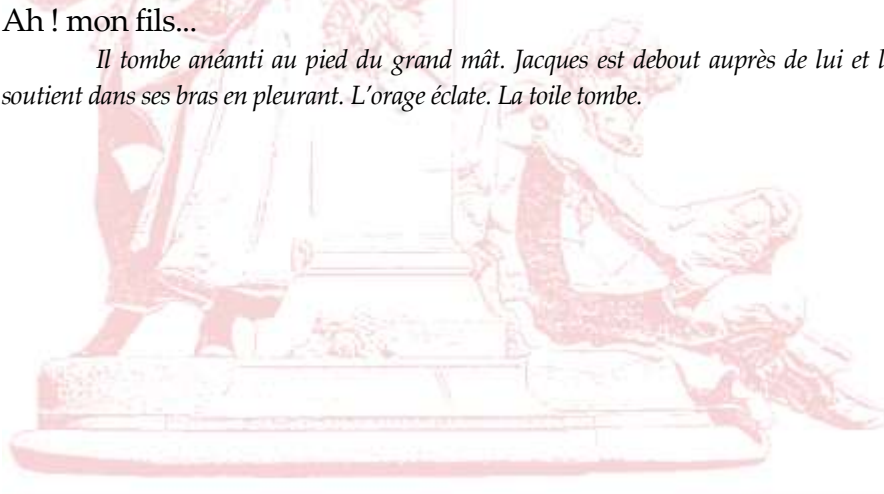 Ah ! mon fils...
Il tombe anéanti au pied du grand mât. Jacques est debout auprès de lui et l
soutient dans ses bras en pleurant. L’orage éclate. La toile tombe.